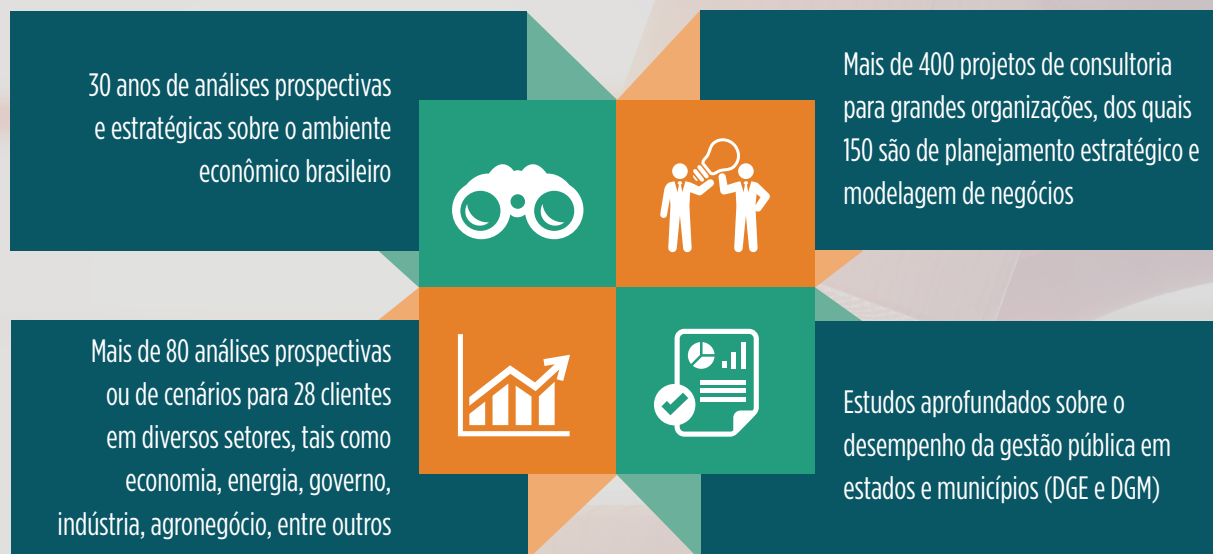 30 anos de análises prospectivas
e estratégicas sobre o ambiente
econômico brasileiro
Mais de 400 projetos de consultoria
para grandes organizações, dos quais
150 são de planejamento estratégico e
modelagem de negócios
Mais de 80 análises prospectivas
ou de cenários para 28 clientes
em diversos setores, tais como
economia, energia, governo,
indústria, agronegócio, entre outros
Estudos aprofundados sobre o
desempenho da gestão pública em
estados e municípios (DGE e DGM)